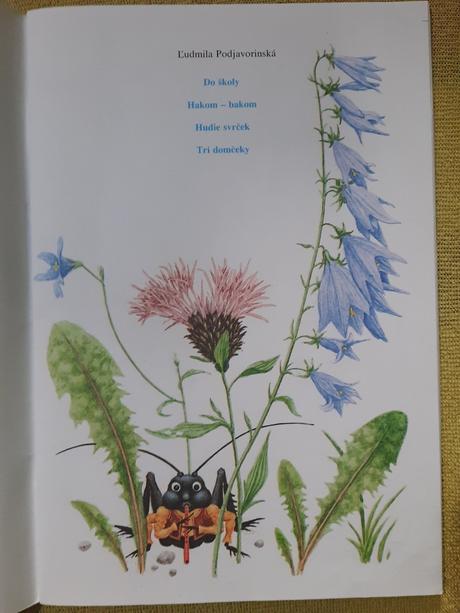 Ľudmila Podjavorinská
Do školy
Hakom – bakom
Hudie svrček
Tri domčeky